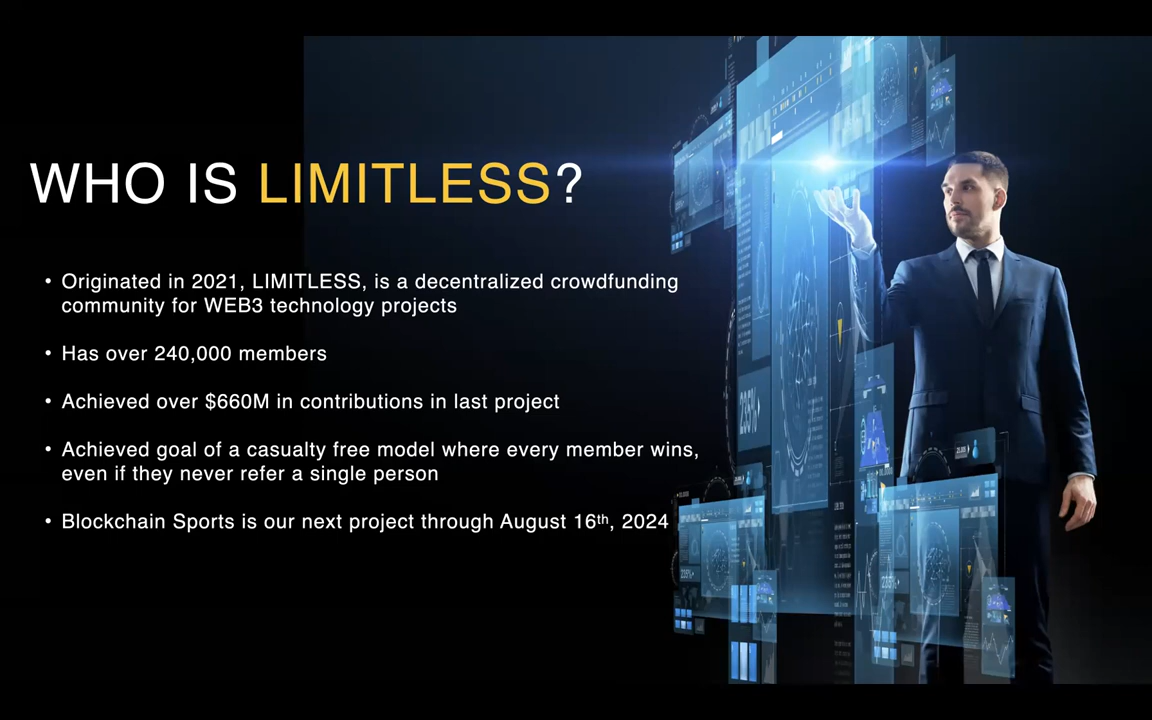 WHO IS LIMITLESS?
• Originated in 2021, LIMITLESS, is a decentralized crowdfunding
community for WEB3 technology projects
• Has over 240,000 members
• Achieved over $660M in contributions in last project
• Achieved goal of a casualty free model where every member wins,
even if they never refer a single person
• Blockchain Sports is our next project through August 16th, 2024